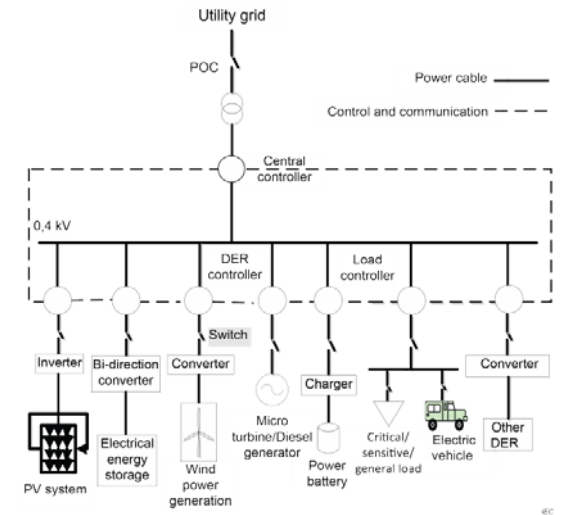 Utility grid
POC
Power cable
Control and communication
Central
controller
0,4 kV
DER
controller
Load
controller
Switch
Inverter
Bi-direction
converter
Converter
Charger
Converter
Electrical
energy
storage
Wind
power
generation
Micro
turbine/Diesel
generator
Power
battery
Critical/
sensitive/
general load
Electric
vehicle
Other
DER
PV system
IEC